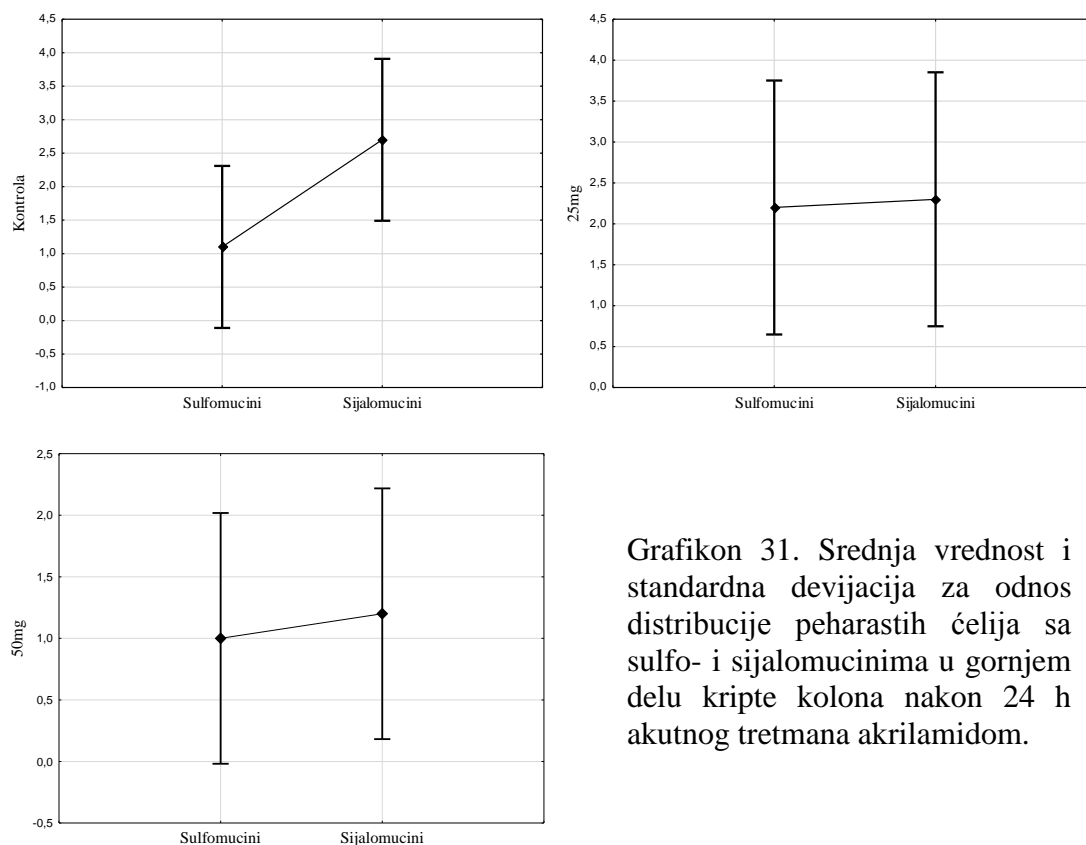 4,5
4,0
3,5
3,0
2,5
2,0
1,5
1,0
0,5
0,0
-0,5
-1,0
Kontrola
Sulfomucini Sijalomucini
4,5
4,0
3,5
3,0
2,5
2,0
1,5
1,0
0,5
0,0
25mg
Sulfomucini Sijalomucini
2,5
2,0
1,5
1,0
0,5
0,0
-0,5
50mg
Sulfomucini Sijalomucini
Grafikon 31. Srednja vrednost i
standardna devijacija za odnos
distribucije peharastih ćelija sa
sulfo- i sijalomucinima u gornjem
delu kripte kolona nakon 24 h
akutnog tretmana akrilamidom.